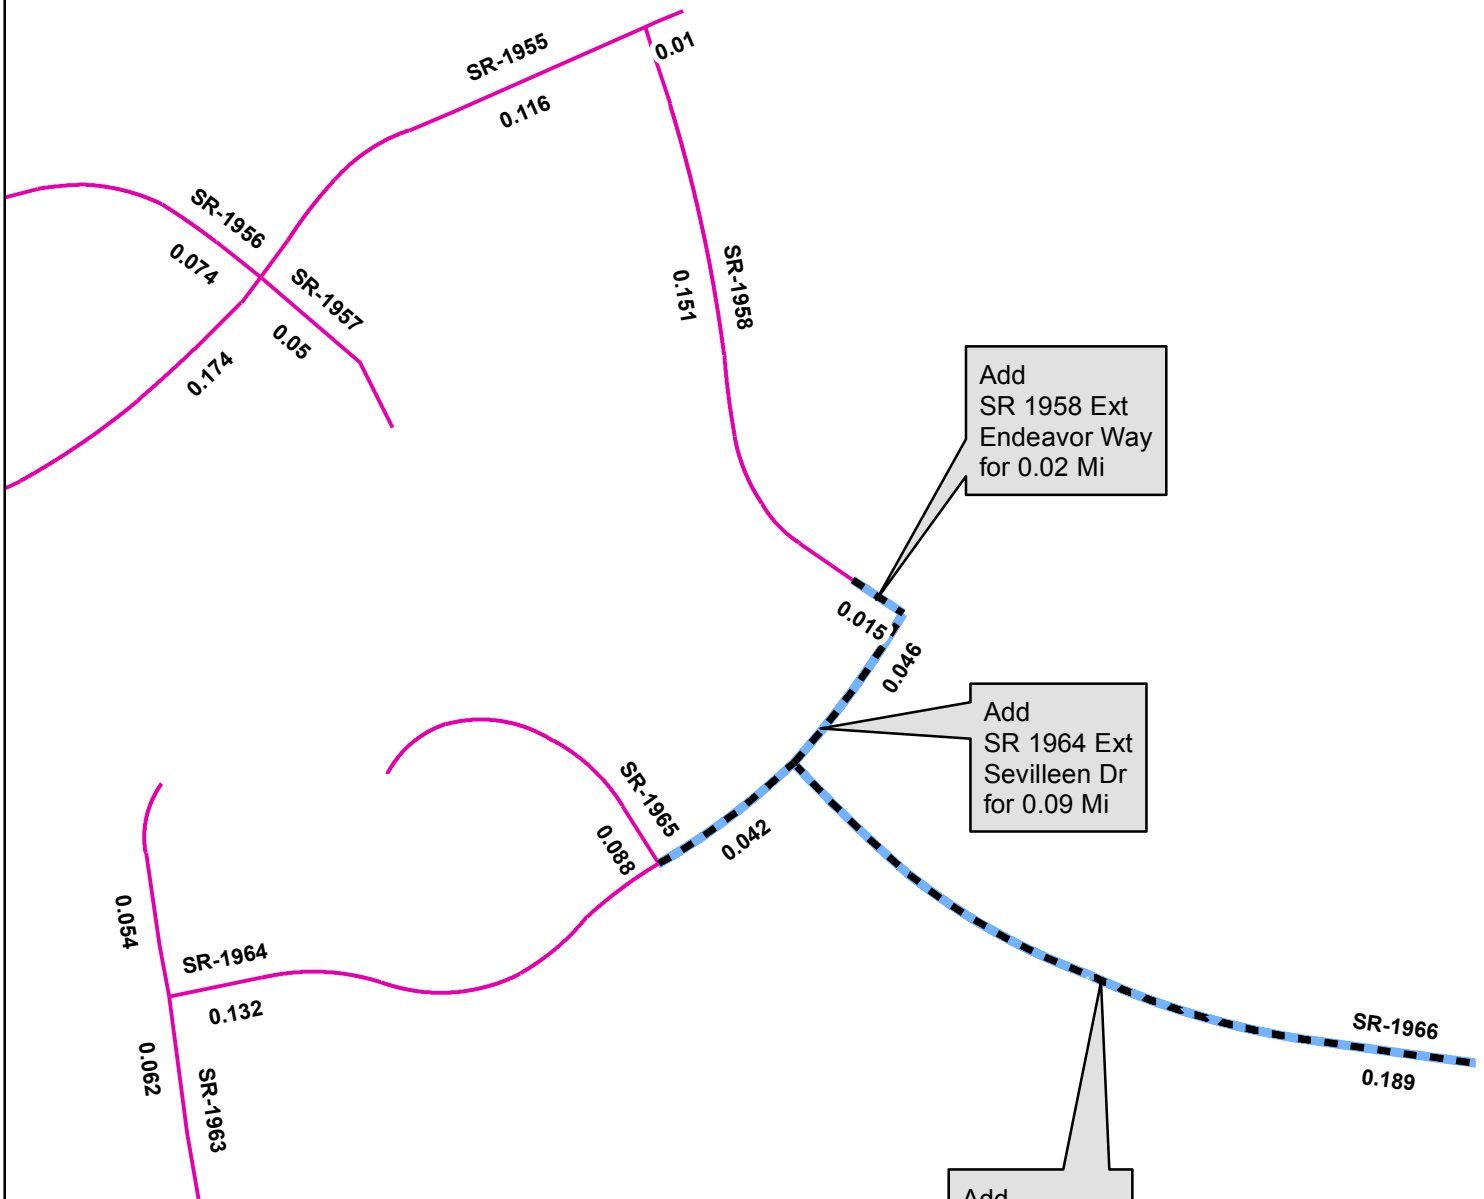 SR-1955
0.01
0.116
SR-1956
0.074
SR-1957
0.05
0.174
SR-1958
0.151
Add
SR 1958 Ext
Endeavor Way
for 0.02 Mi
0.015
0.046
Add
SR 1964 Ext
Sevilleen Dr
for 0.09 Mi
SR-1965
0.088
0.042
0.054
SR-1964
0.132
SR-1966
0.189
0.062
SR-1963
Add